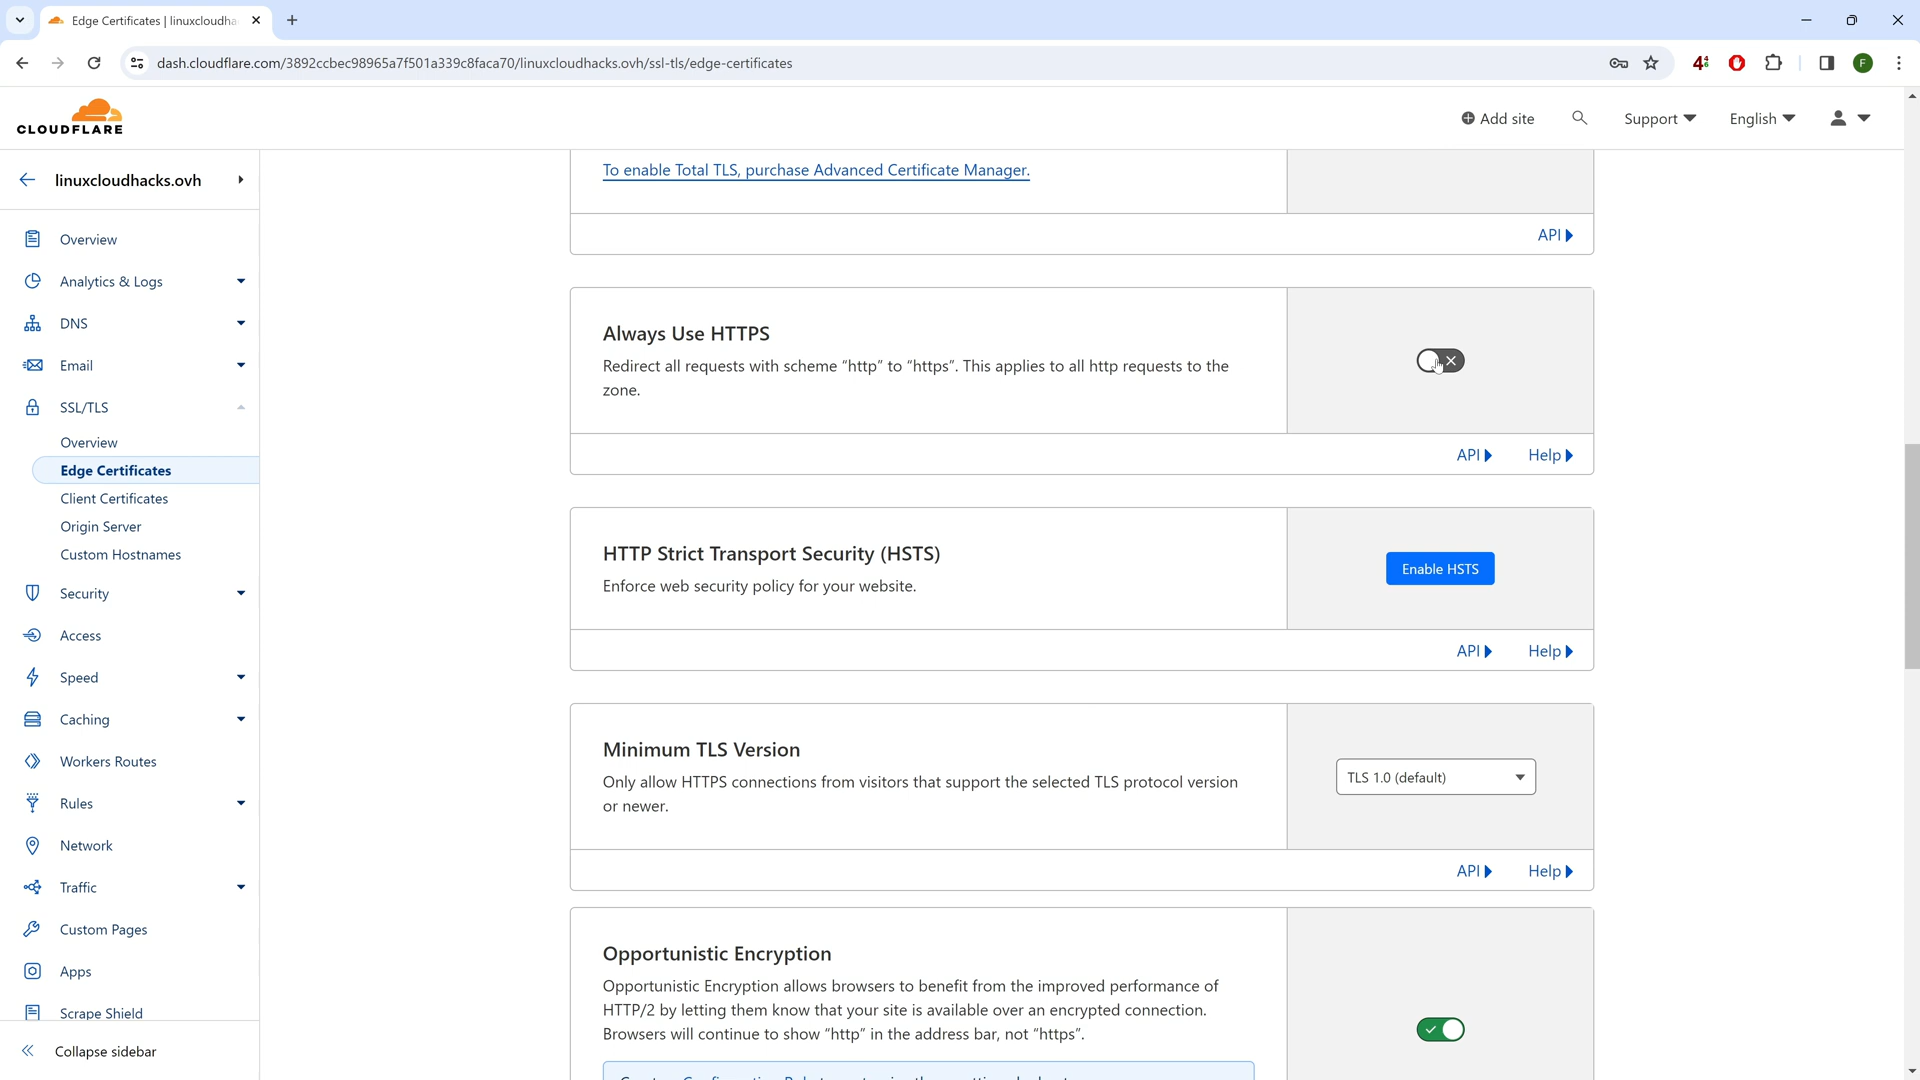 Edge Certificates | linuxcloudha
dash.cloudflare.com/3892ccbec98965a7f501a339c8faca70/linuxcloudhacks.ovh/ssl-tls/edge-certificates
F
CLOUDFLARE
Add site
Support
English
linuxcloudhacks.ovh
Overview
Analytics & Logs
DNS
Email
SSL/TLS
Overview
Edge Certificates
Client Certificates
Origin Server
Custom Hostnames
Security
Access
Speed
Caching
Workers Routes
Rules
Network
Traffic
Custom Pages
Apps
Scrape Shield
Collapse sidebar
To enable Total TLS, purchase Advanced Certificate Manager.
API
Always Use HTTPS
Redirect all requests with scheme “http” to “https”. This applies to all http requests to the
zone.
API Help
HTTP Strict Transport Security (HSTS)
Enforce web security policy for your website.
Enable HSTS
API Help
Minimum TLS Version
Only allow HTTPS connections from visitors that support the selected TLS protocol version
or newer.
TLS 1.0 (default)
API Help
Opportunistic Encryption
Opportunistic Encryption allows browsers to benefit from the improved performance of
HTTP/2 by letting them know that your site is available over an encrypted connection.
Browsers will continue to show “http” in the address bar, not “https”.